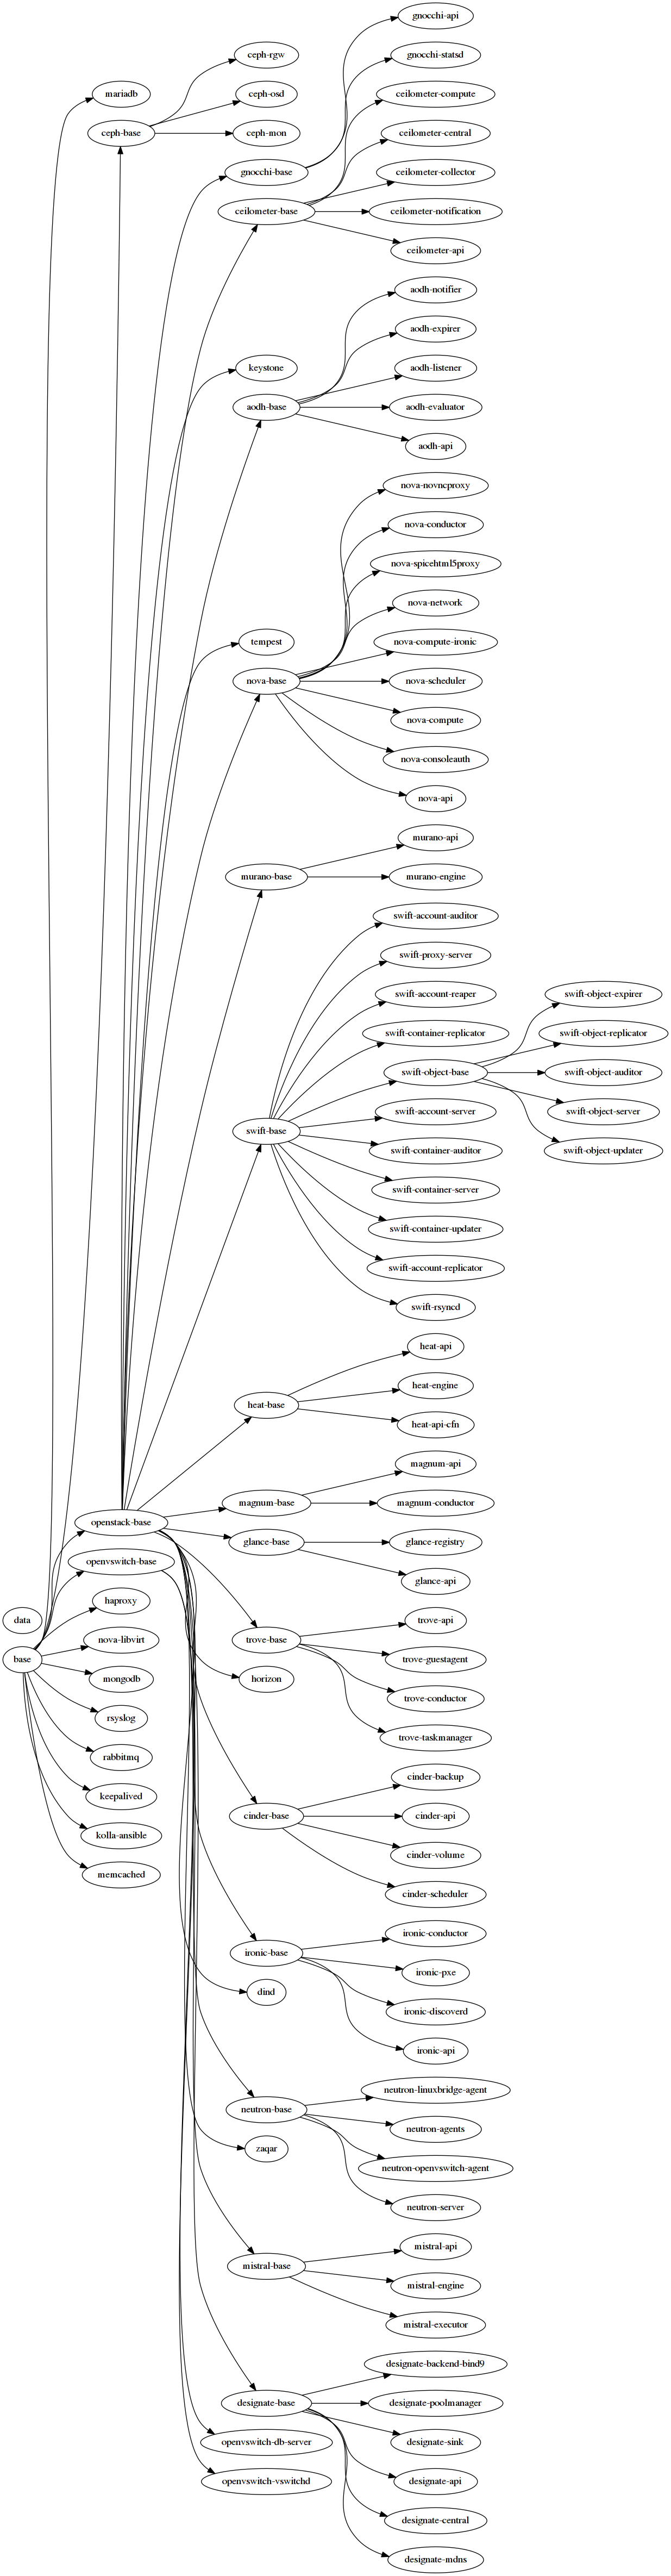 gnocchi-api
ceph-rgw
gnocchi-statsd
mariadb
ceph-osd
ceilometer-compute
ceph-base
ceph-mon
ceilometer-central
gnocchi-base
ceilometer-collector
ceilometer-base
ceilometer-notification
ceilometer-api
aodh-notifier
aodh-expirer
keystone
aodh-listener
aodh-base
aodh-evaluator
aodh-api
nova-novncproxy
nova-conductor
nova-spicehtml5proxy
nova-network
tempest
nova-compute-ironic
nova-base
nova-scheduler
nova-compute
nova-consoleauth
nova-api
murano-api
murano-base
murano-engine
swift-account-auditor
swift-proxy-server
swift-account-reaper
swift-object-expirer
swift-container-replicator
swift-object-replicator
swift-object-base
swift-object-auditor
swift-account-server
swift-object-server
swift-base
swift-container-auditor
swift-object-updater
swift-container-server
swift-container-updater
swift-account-replicator
swift-rsyncd
heat-api
heat-engine
heat-base
heat-api-cfn
magnum-api
magnum-base
magnum-conductor
openstack-base
glance-base
glance-registry
openvswitch-base
glance-api
haproxy
data
trove-api
nova-libvirt
trove-base
base
trove-guestagent
mongodb
horizon
trove-conductor
rsyslog
trove-taskmanager
rabbitmq
cinder-backup
keepalived
cinder-base
cinder-api
kolla-ansible
cinder-volume
memcached
cinder-scheduler
ironic-conductor
ironic-base
ironic-pxe
dind
ironic-discoverd
ironic-api
neutron-linuxbridge-agent
neutron-base
neutron-agents
zaqar
neutron-openvswitch-agent
neutron-server
mistral-api
mistral-base
mistral-engine
mistral-executor
designate-backend-bind9
designate-base
designate-poolmanager
openvswitch-db-server
designate-sink
openvswitch-vswitchd
designate-api
designate-central
designate-mdns